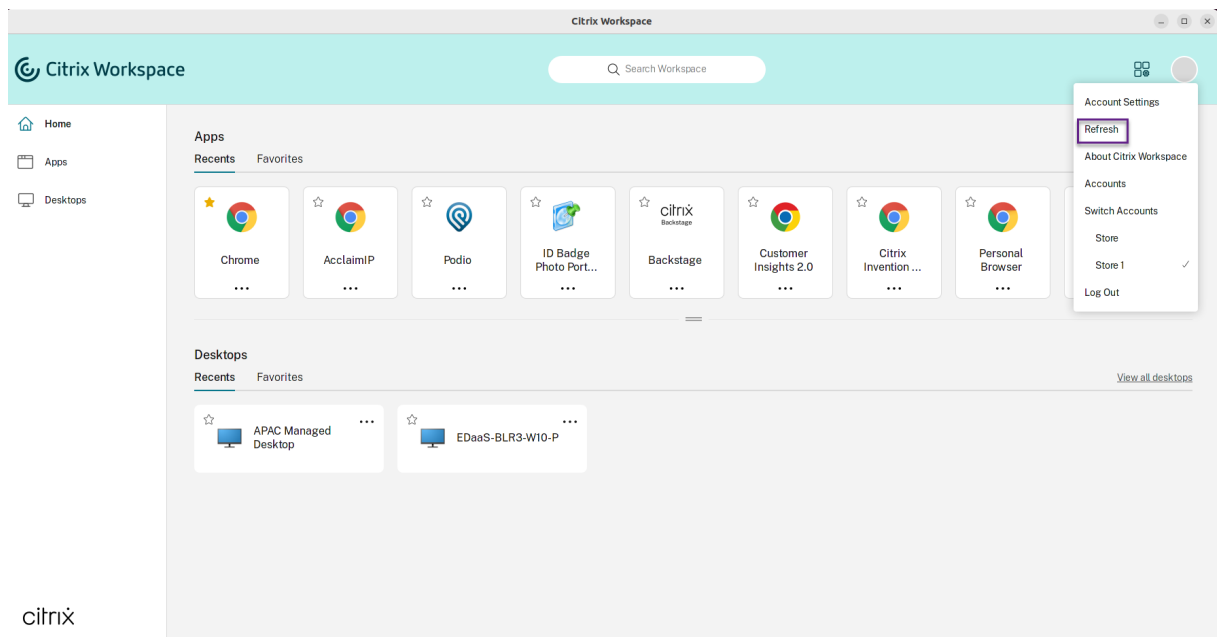 Citrix Workspace
Citrix Workspace
Search Workspace
Account Settings
Refresh
About Citrix Workspace
Accounts
Switch Accounts
Store
Store 1
Log Out
Home
Apps
Desktops
Apps
Recents Favorites
Chrome
AcclaimIP
Podio
ID Badge
Photo Port...
citrix
Backstage
Backstage
Customer
Insights 2.0
Citrix
Invention ...
Personal
Browser
Desktops
Recents Favorites
View all desktops
APAC Managed
Desktop
EDaaS-BLR3-W10-P
citrix